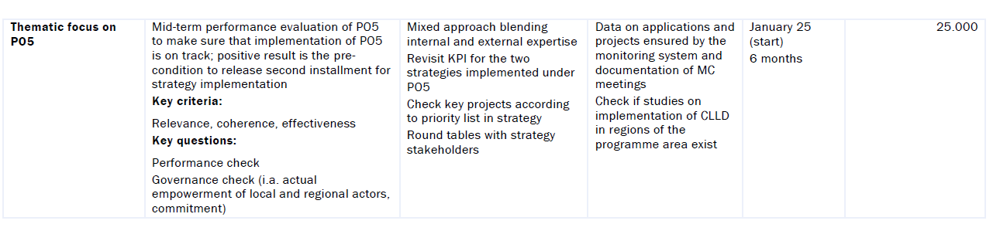 Thematic focus on
PO5
Mid-term performance evaluation of PO5
to make sure that implementation of PO5
is on track; positive result is the pre-
condition to release second installment for
strategy implementation
Key criteria:
Relevance, coherence, effectiveness
Key questions:
Performance check
Governance check (i.a. actual
empowerment of local and regional actors,
commitment)
Mixed approach blending
internal and external expertise
Revisit KPI for the two
strategies implemented under
PO5
Check key projects according
to priority list in strategy
Round tables with strategy
stakeholders
Data on applications and
projects ensured by the
monitoring system and
documentation of MC
meetings
Check if studies on
implementation of CLLD
in regions of the
programme area exist
January 25
(start)
6 months
25.000